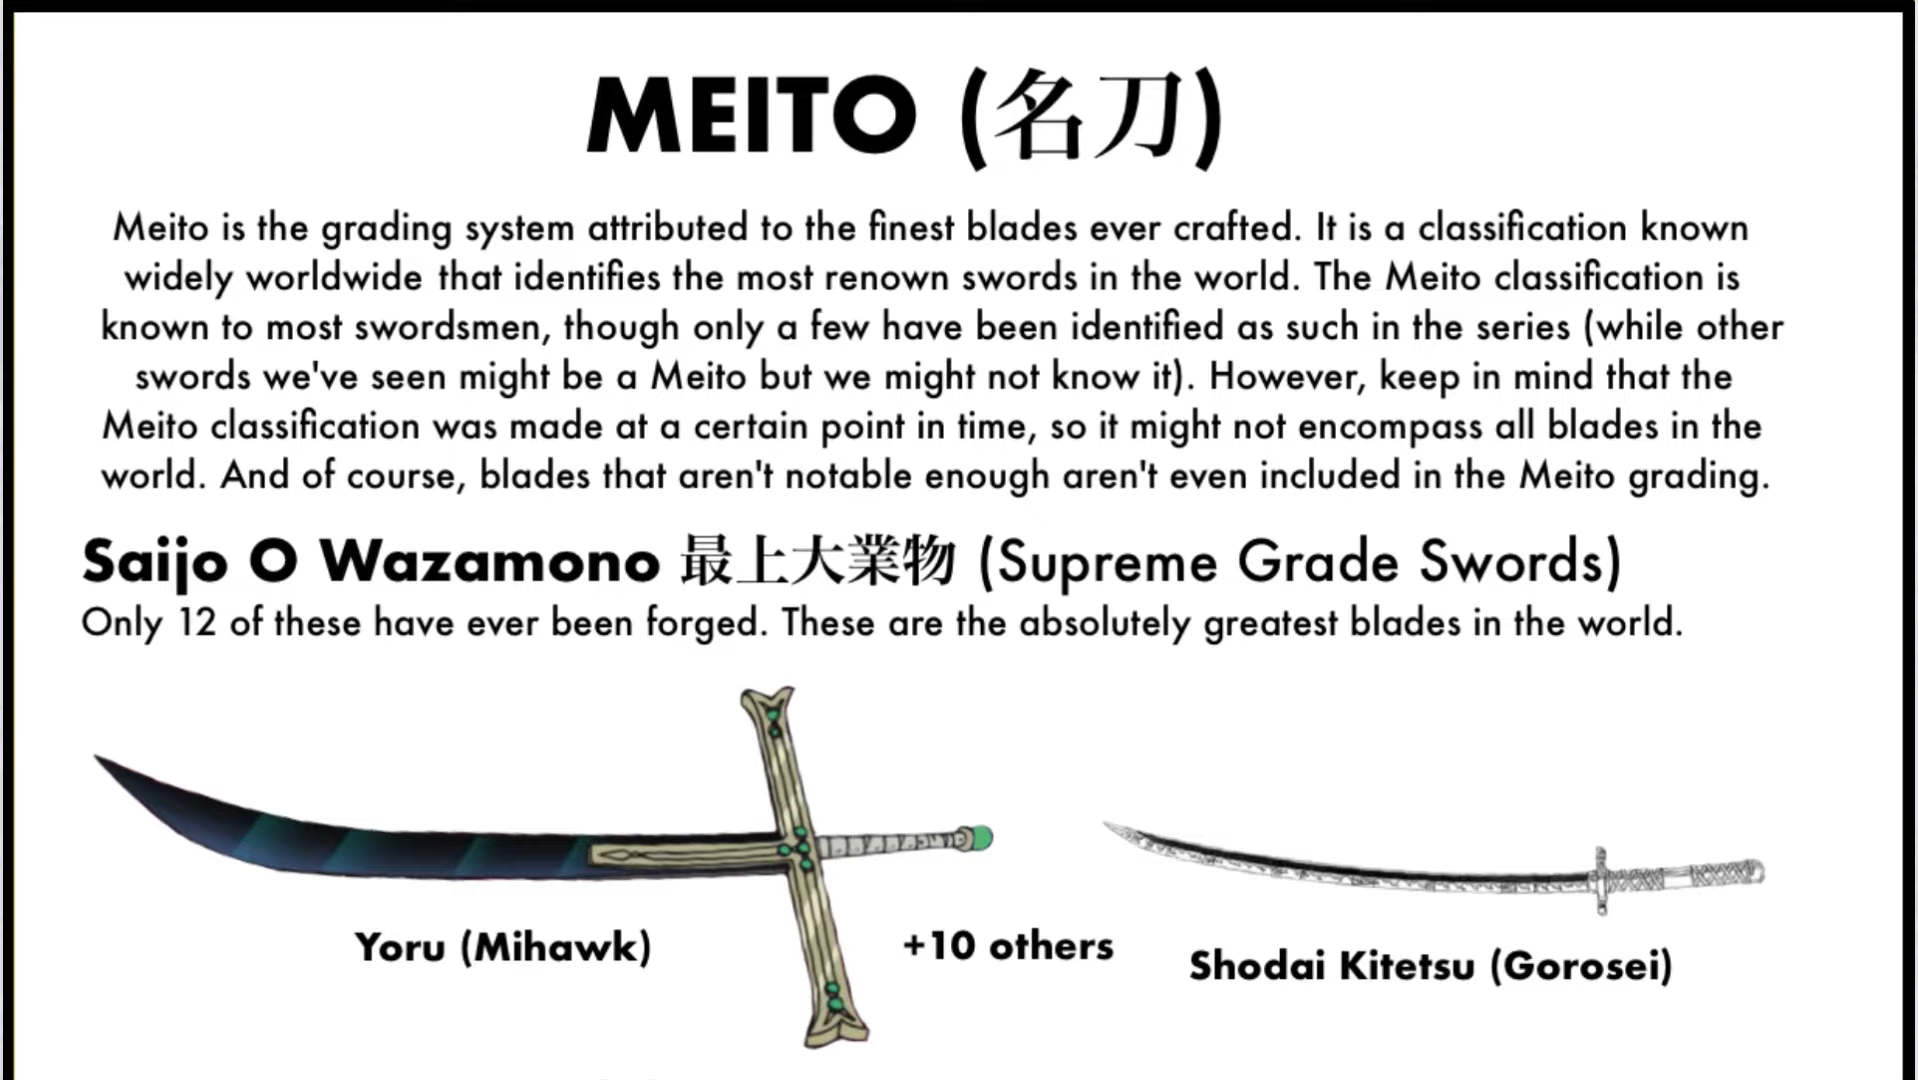 MEITO (名刀)
Meito is the grading system attributed to the finest blades ever crafted. It is a classification known
widely worldwide that identifies the most renown swords in the world. The Meito classification is
known to most swordsmen, though only a few have been identified as such in the series (while other
swords we've seen might be a Meito but we might not know it). However, keep in mind that the
Meito classification was made at a certain point in time, so it might not encompass all blades in the
world. And of course, blades that aren't notable enough aren't even included in the Meito grading.
Saijo O Wazamono 最上大業物 (Supreme Grade Swords)
Only 12 of these have ever been forged. These are the absolutely greatest blades in the world.
Yoru (Mihawk)
+10 others
Shodai Kitetsu (Gorosei)